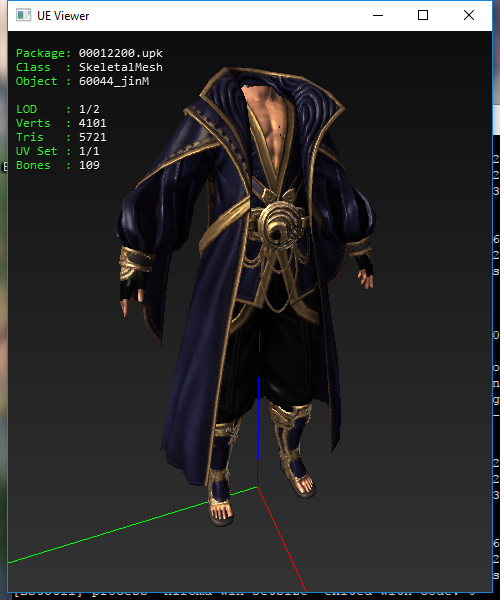 UE Viewer
Package: 00012200.upk
Class : SkeletalMesh
Object : 60044_jinM
LOD : 1/2
Verts : 4101
Tris : 5721
UV Set : 1/1
Bones : 109